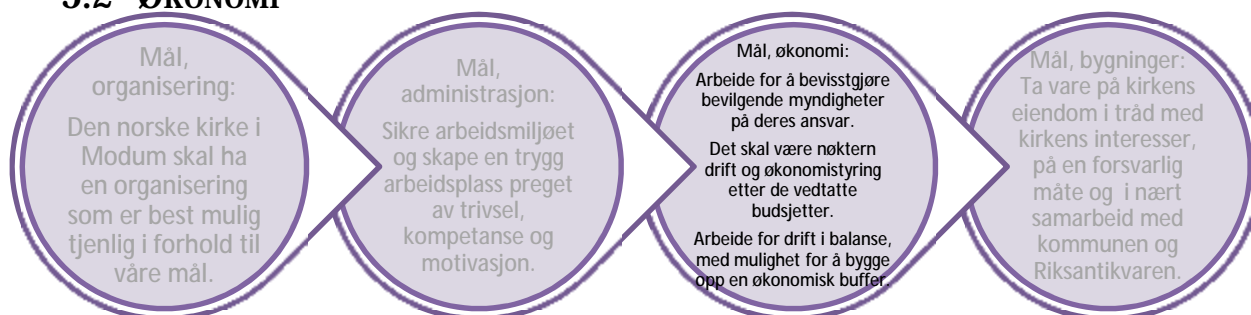 5.2 ØKONOMI
Mål,
organisering:
Den norske kirke i
Modum skal ha
en organisering
som er best mulig
tjenlig i forhold til
våre mål.
Mål,
administrasjon:
Sikre arbeidsmiljøet
og skape en trygg
arbeidsplass preget
av trivsel,
kompetanse og
motivasjon.
Mål, økonomi:
Arbeide for å bevisstgjøre
bevilgende myndigheter
på deres ansvar.
Det skal være nøktern
drift og økonomistyring
etter de vedtatte
budsjetter.
Arbeide for drift i balanse,
med mulighet for å bygge
opp en økonomisk buffer.
Mål, bygninger:
Ta vare på kirkens
eiendom i tråd med
kirkens interesser,
på en forsvarlig
måte og i nært
samarbeid med
kommunen og
Riksantikvaren.